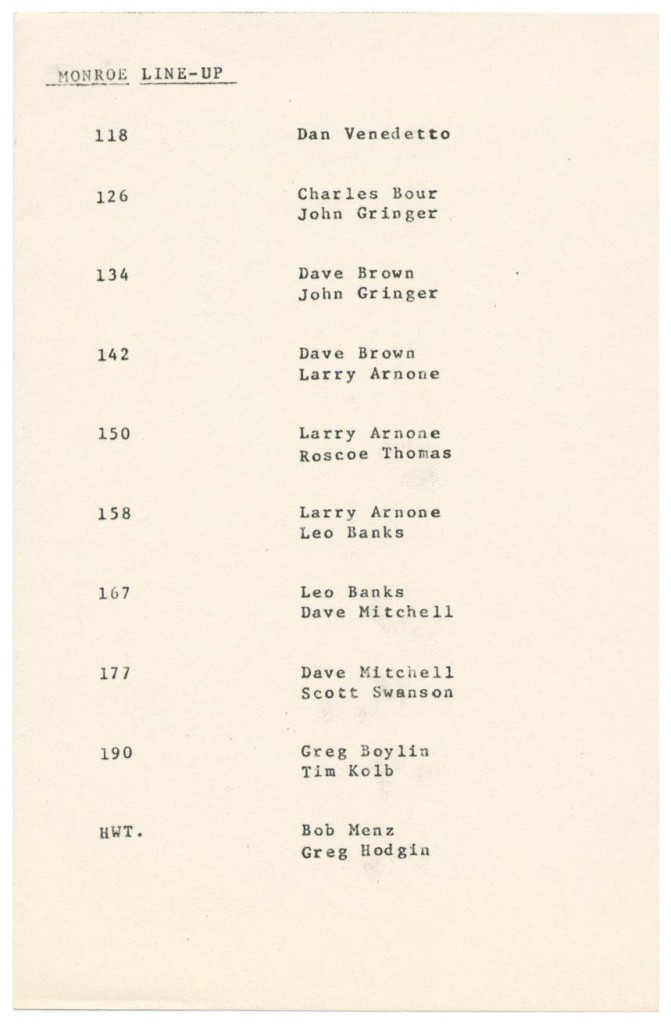 MONROE LINE-UP
118 Dan Venedetto
126 Charles Bour
John Gringer
134 Dave Brown
John Gringer
142 Dave Brown
Larry Arnone
150 Larry Arnone
Roscoe Thomas
158 Larry Arnone
Leo Banks
167 Leo Banks
Dave Mitchell
177 Dave Mitchell
Scott Swanson
190 Greg Boylin
Tim Kolb
HWT. Bob Menz
Greg Hodgin